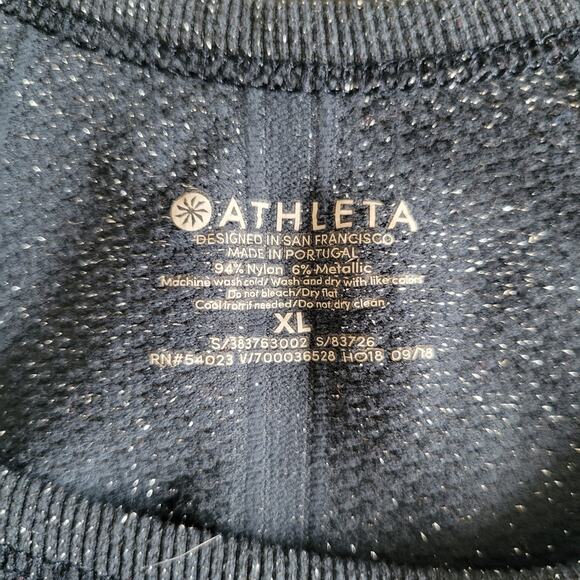 ATHLETA
DESIGNED IN SAN FRANCISCO
MADE IN PORTUGAL
94% Nylon 6% Metallic
Machine wash cold/ Wash and dry with like colors
Do not bleach/Dry flat
Cool iron if needed/Do not dry clean
XL
S/383763002 S/83726
RN#54023 V/700036528 HO18 09/18